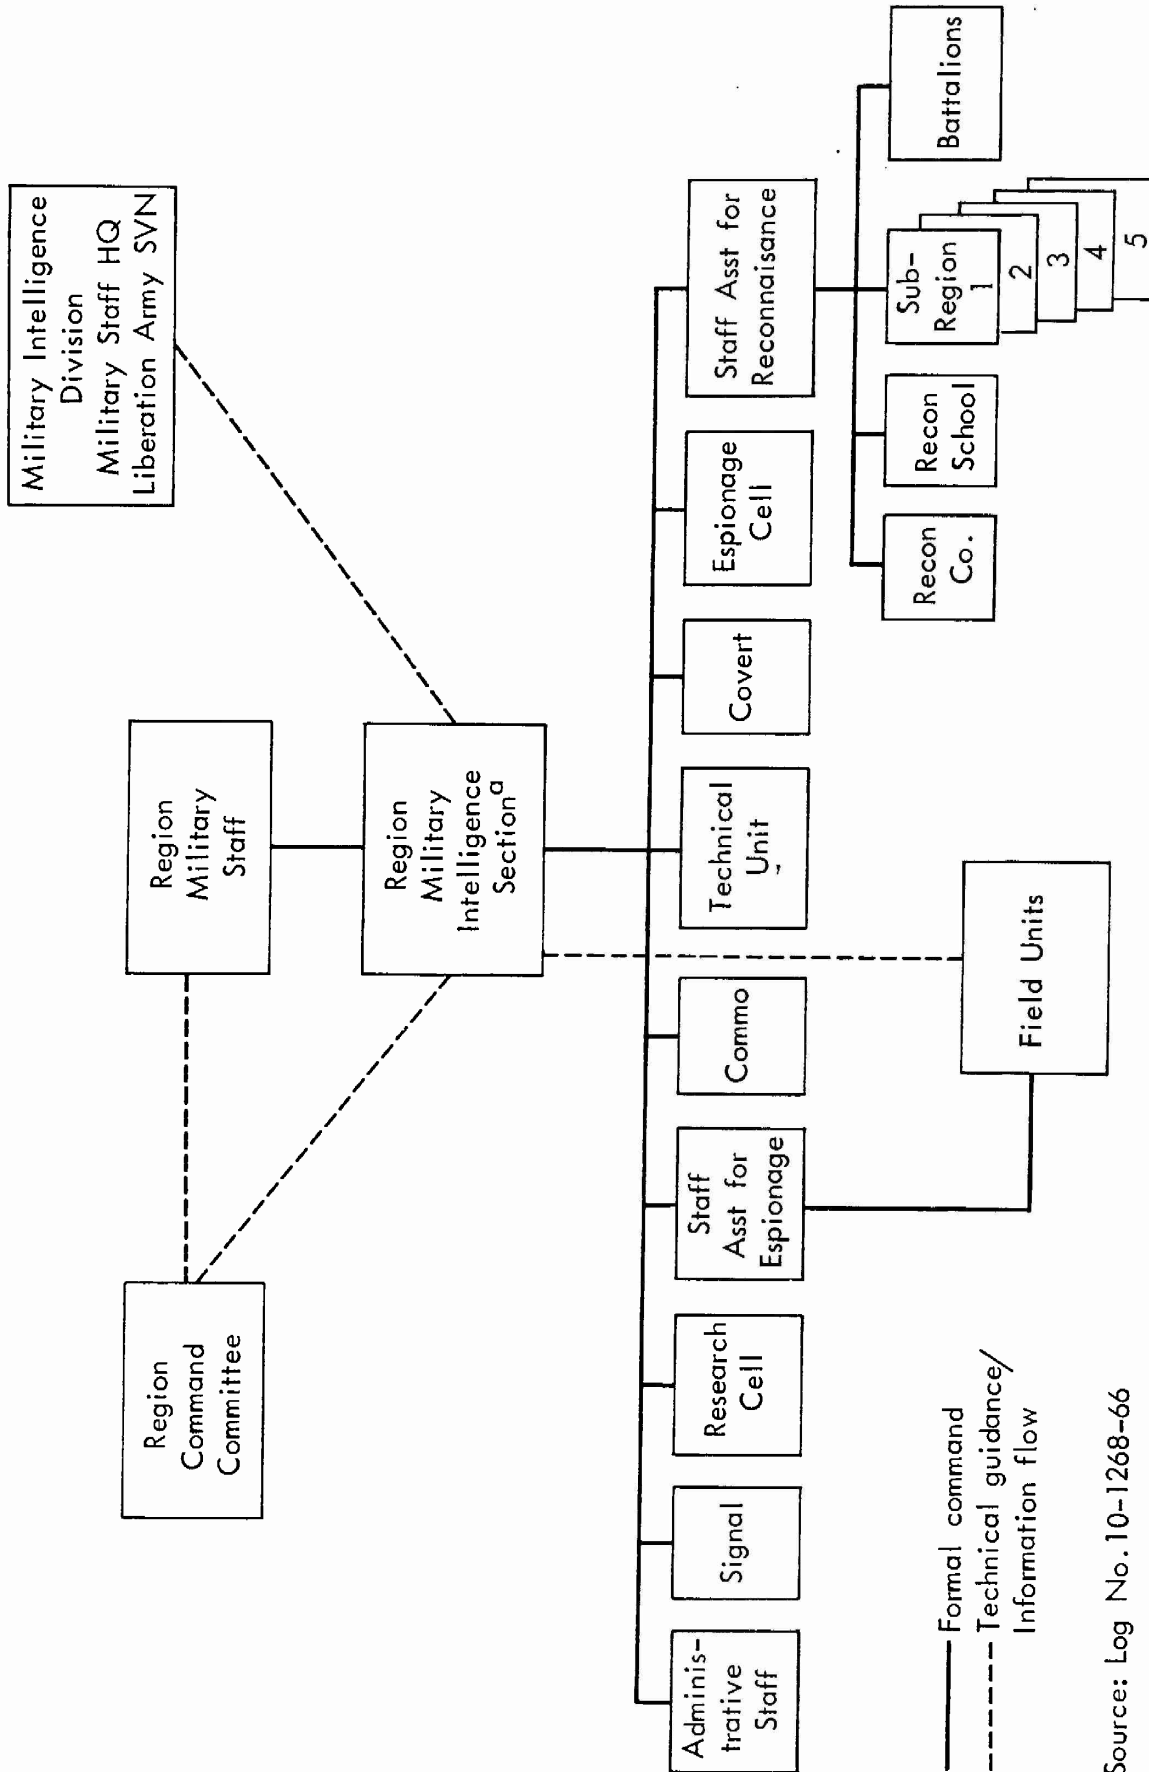 Military Intelligence
Division
Military Staff HQ
Liberation Army SVN
Region
Command
Committee
Region
Military
Staff
Region
Military
Intelligence
Section a
Adminis-
trative
Staff
Signal
Research
Cell
Staff
Asst for
Espionage
Commo
Technical
Unit
Covert
Espionage
Cell
Staff Asst for
Reconnaisance
Field Units
Recon
Co.
Recon
School
Sub-
Region
1
2
3
4
5
Battalions
Formal command
Technical guidance/
Information flow
Source: Log No. 10-1268-66